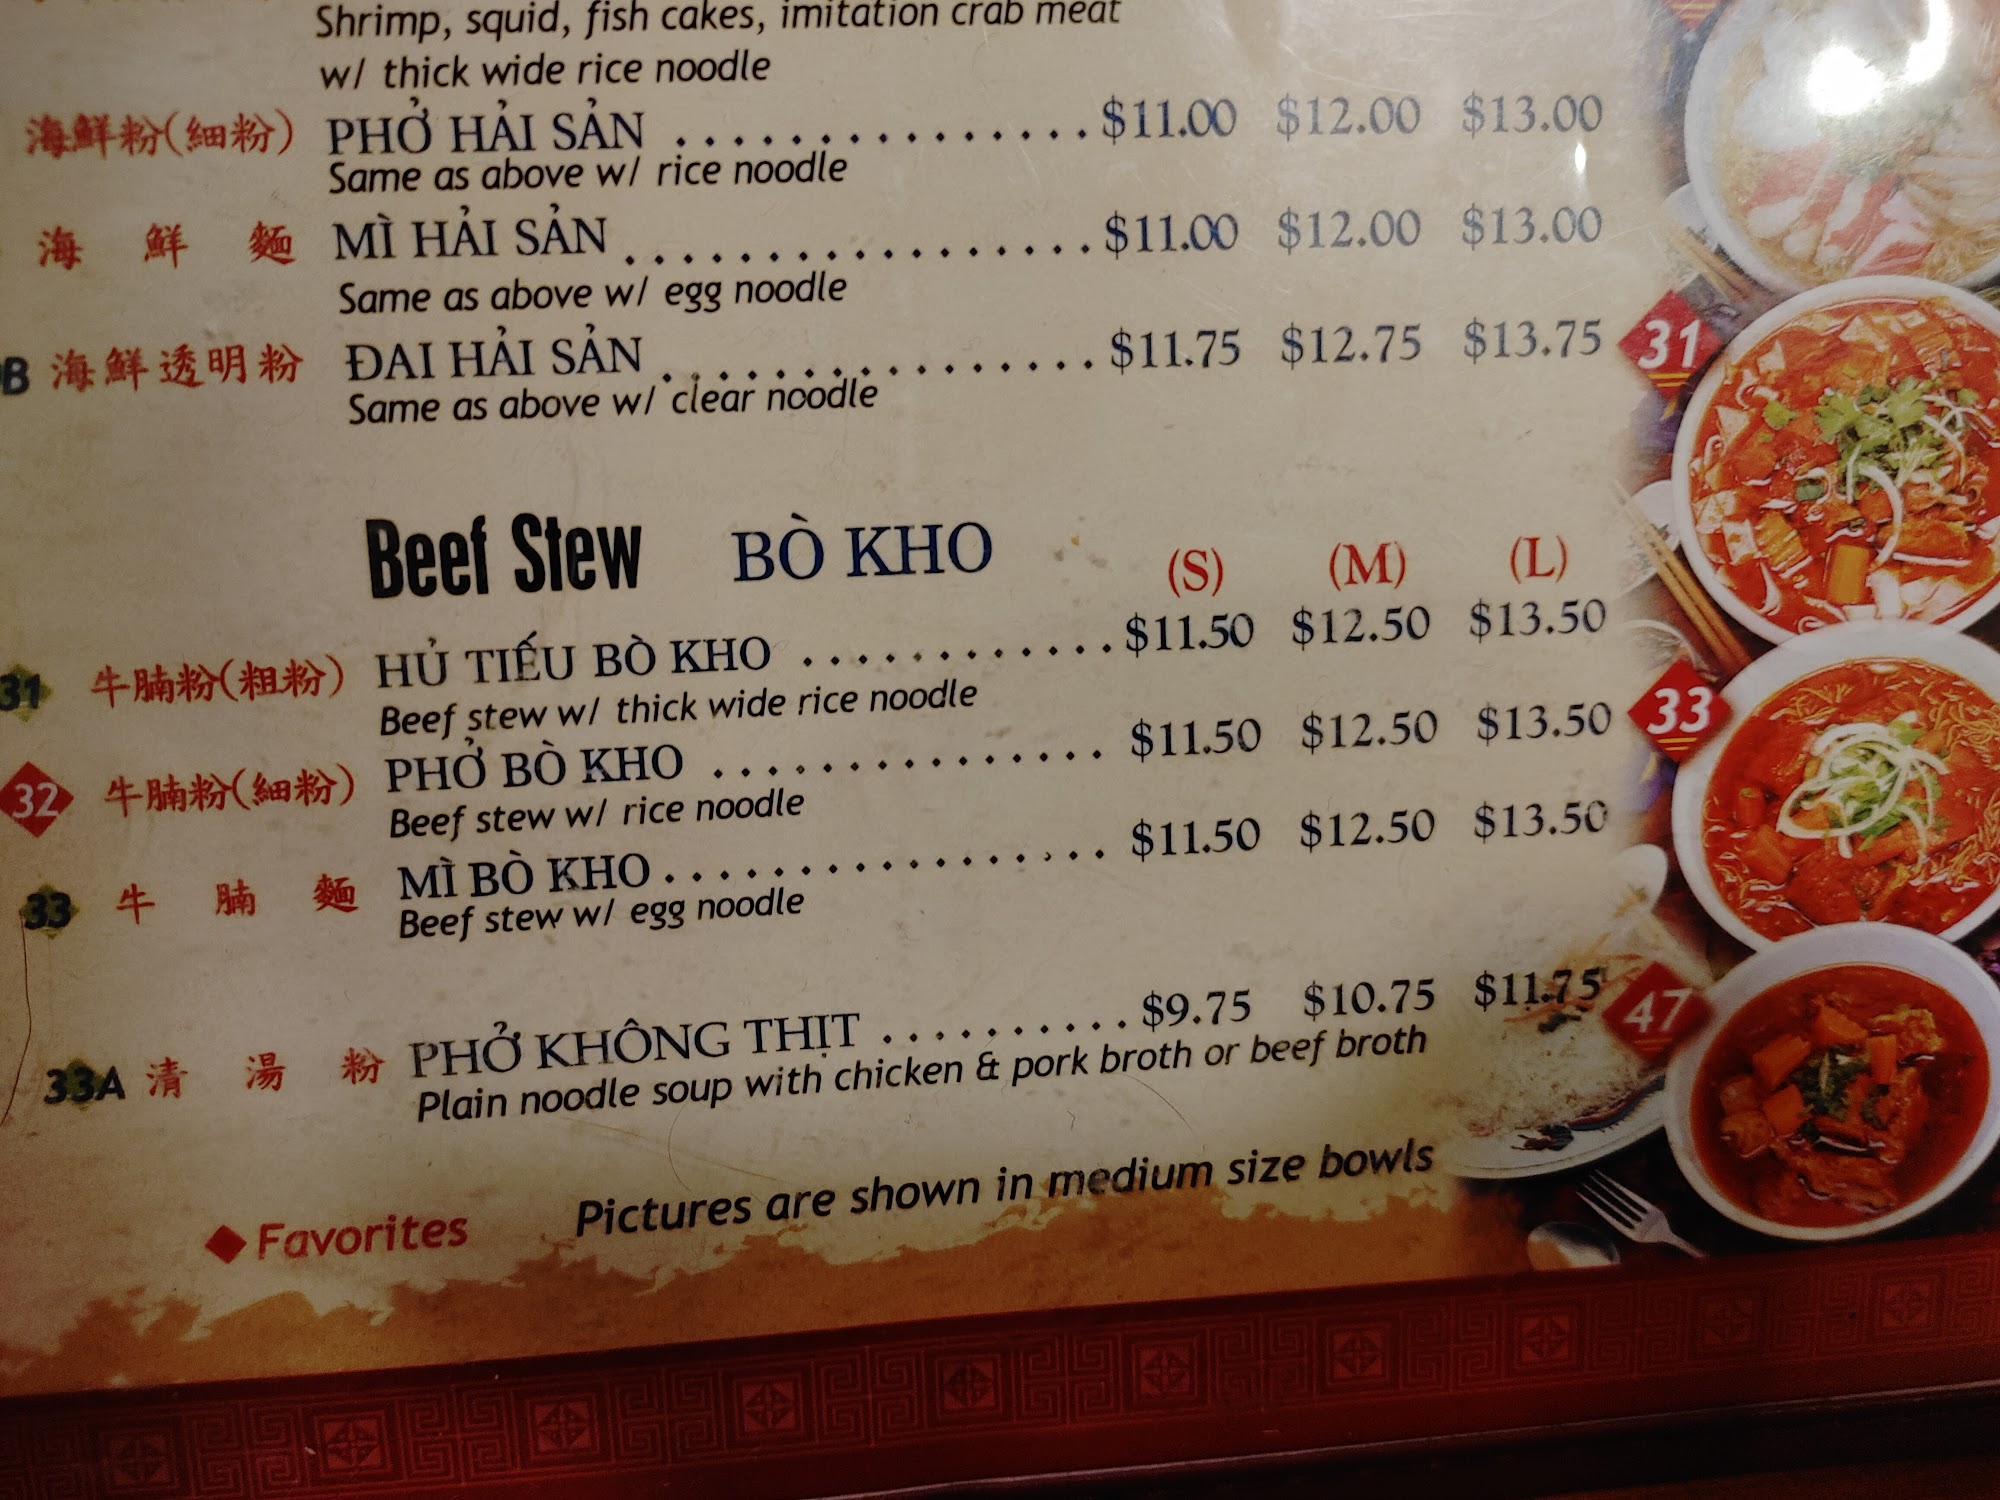 Shrimp, squid, fish cakes, imitation crab meat
w/ thick wide rice noodle
海鮮粉(細粉) PHỞ HẢI SẢN ................ $11.00 $12.00 $13.00
Same as above w/ rice noodle
海鮮麵 MÌ HẢI SẢN ................. $11.00 $12.00 $13.00
Same as above w/ egg noodle
B 海鮮透明粉 ĐAI HẢI SẢN ................ $11.75 $12.75 $13.75
Same as above w/ clear noodle
31
Beef Stew BÒ KHO (S) (M) (L)
31 牛腩粉(粗粉) HỦ TIẾU BÒ KHO ............ $11.50 $12.50 $13.50
Beef stew w/ thick wide rice noodle
32 牛腩粉(細粉) PHỞ BÒ KHO ............... $11.50 $12.50 $13.50
Beef stew w/ rice noodle
33
33 牛腩麵 MÌ BÒ KHO ................. $11.50 $12.50 $13.50
Beef stew w/ egg noodle
33A 清湯粉 PHỞ KHÔNG THỊT .......... $9.75 $10.75 $11.75
Plain noodle soup with chicken & pork broth or beef broth
47
Favorites Pictures are shown in medium size bowls